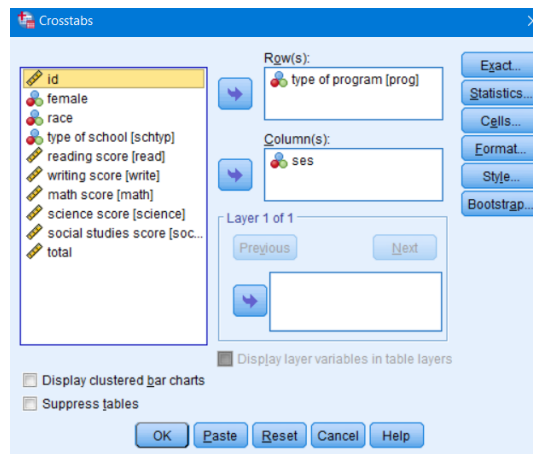 Crosstabs
id
female
race
type of school [schtyp]
reading score [read]
writing score [write]
math score [math]
science score [science]
social studies score [soc...
total
Row(s):
type of program [prog]
Column(s):
ses
Layer 1 of 1
Previous
Next
Display layer variables in table layers
Exact...
Statistics...
Cells...
Format...
Style...
Bootstrap...
Display clustered bar charts
Suppress tables
OK Paste Reset Cancel Help